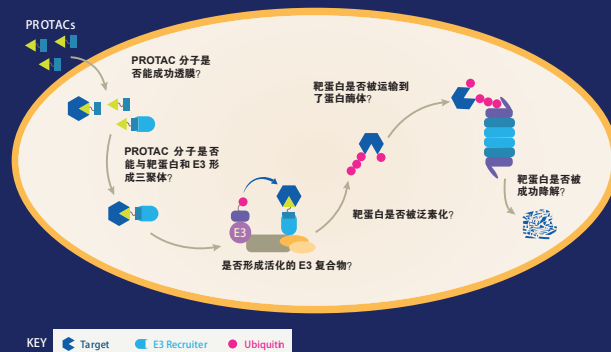 PROTACs
PROTAC 分子是
否能成功透膜?
PROTAC 分子是否
能与靶蛋白和 E3 形
成三聚体?
E3
是否形成活化的 E3 复合物?
靶蛋白是否被泛素化?
靶蛋白是否被运输到
了蛋白酶体?
靶蛋白是否被
成功降解?
KEY
Target
E3 Recruiter
Ubiquitin